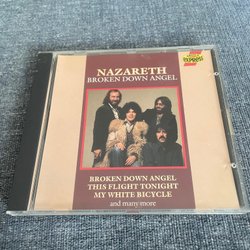 NAZARETH
BROKEN DOWN ANGEL
BROKEN DOWN ANGEL
THIS FLIGHT TONIGHT
MY WHITE BICYCLE
and many more